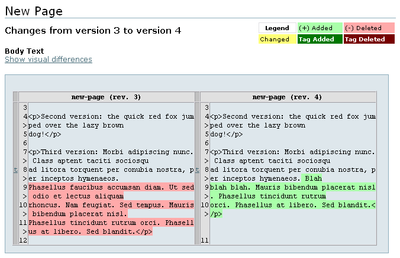 New Page
Changes from version 3 to version 4
Legend (+) Added (-) Deleted
Changed Tag Added Tag Deleted
Body Text
Show visual differences
new-page (rev. 3)
3
4 <p>Second version: the quick red fox jum
> ped over the lazy brown
5 dog!</p>
6
7 <p>Third version: Morbi adipiscing nunc.
> Class aptent taciti sociosqu
8 ad litora torquent per conubia nostra, p
> er inceptos hymenaeos.
9 Phasellus faucibus accumsan diam. Ut sed
> odio et lectus aliquam
10 rhoncus. Nam feugiat. Sed tempus. Mauris
> bibendum placerat nisl.
11 Phasellus tincidunt rutrum orci. Phasell
> us at libero. Sed blandit.</p>
12
new-page (rev. 4)
3
4 <p>Second version: the quick red fox jum
> ped over the lazy brown
5 dog!</p>
6
7 <p>Third version: Morbi adipiscing nunc.
> Class aptent taciti sociosqu
8 ad litora torquent per conubia nostra, p
> er inceptos hymenaeos. Blah
9 blah blah. Mauris bibendum placerat nisl
> . Phasellus tincidunt rutrum
10 orci. Phasellus at libero. Sed blandit.<
> /p>
11